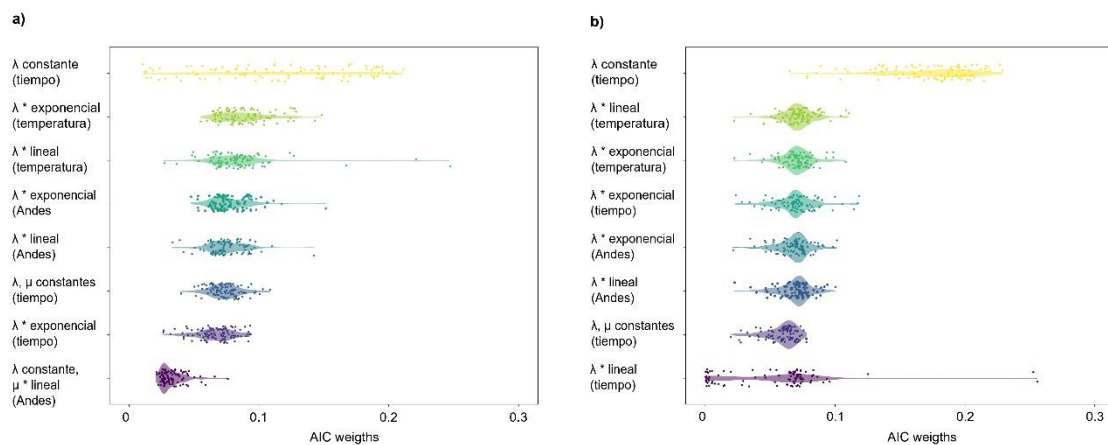 a)
λ constante
(tiempo)
λ * exponencial
(temperatura)
λ * lineal
(temperatura)
λ * exponencial
(Andes
λ * lineal
(Andes)
λ, μ constantes
(tiempo)
λ * exponencial
(tiempo)
λ constante,
μ * lineal
(Andes)
0
0.1
0.2
0.3
AIC weigths
b)
λ constante
(tiempo)
λ * lineal
(temperatura)
λ * exponencial
(temperatura)
λ * exponencial
(tiempo)
λ * exponencial
(Andes)
λ * lineal
(Andes)
λ, μ constantes
(tiempo)
λ * lineal
(tiempo)
0
0.1
0.2
0.3
AIC weigths